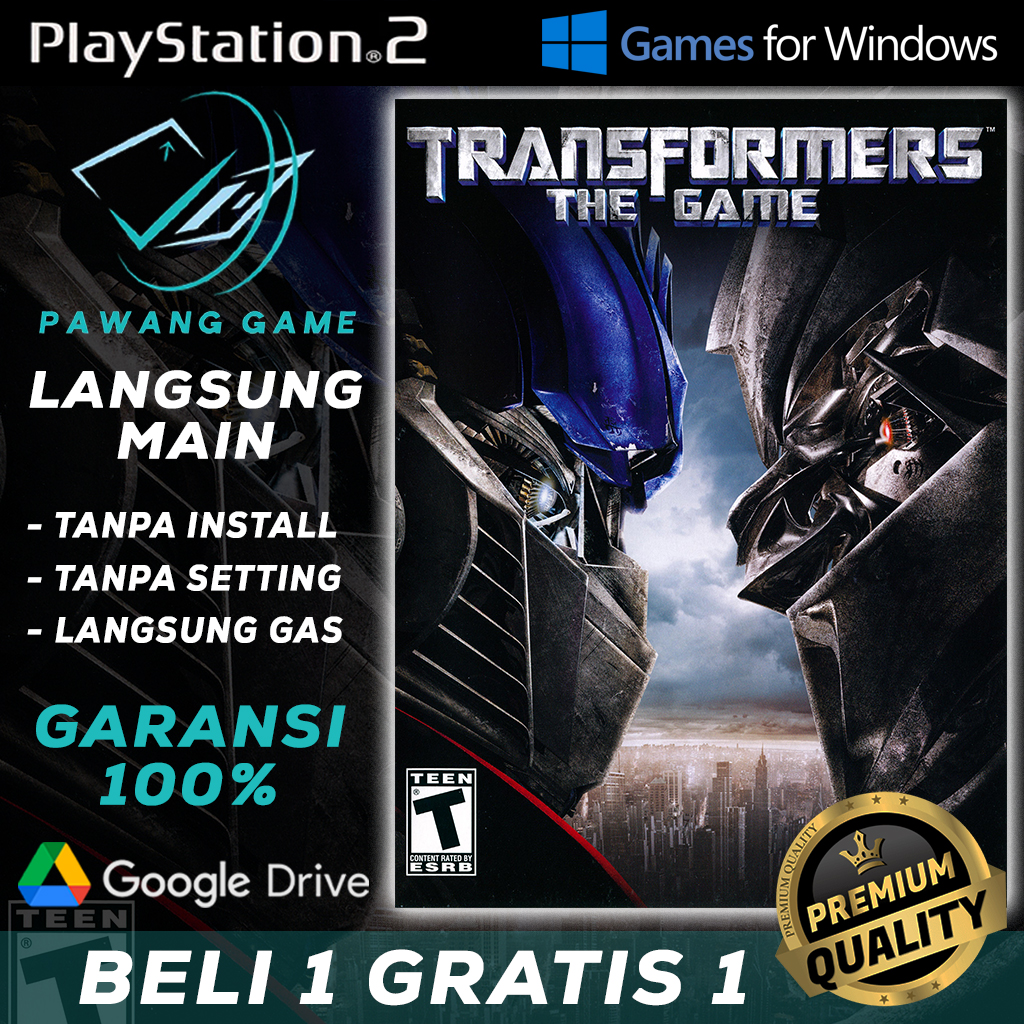 PlayStation®2
Games for Windows
TRANSFORMERS™
THE GAME
PAWANG GAME
LANGSUNG
MAIN
- TANPA INSTALL
- TANPA SETTING
- LANGSUNG GAS
GARANSI
100%
TEEN
®
T
CONTENT RATED BY
ESRB
Google Drive
TEEN
®
T
PREMIUM QUALITY
PREMIUM
QUALITY
BELI 1 GRATIS 1